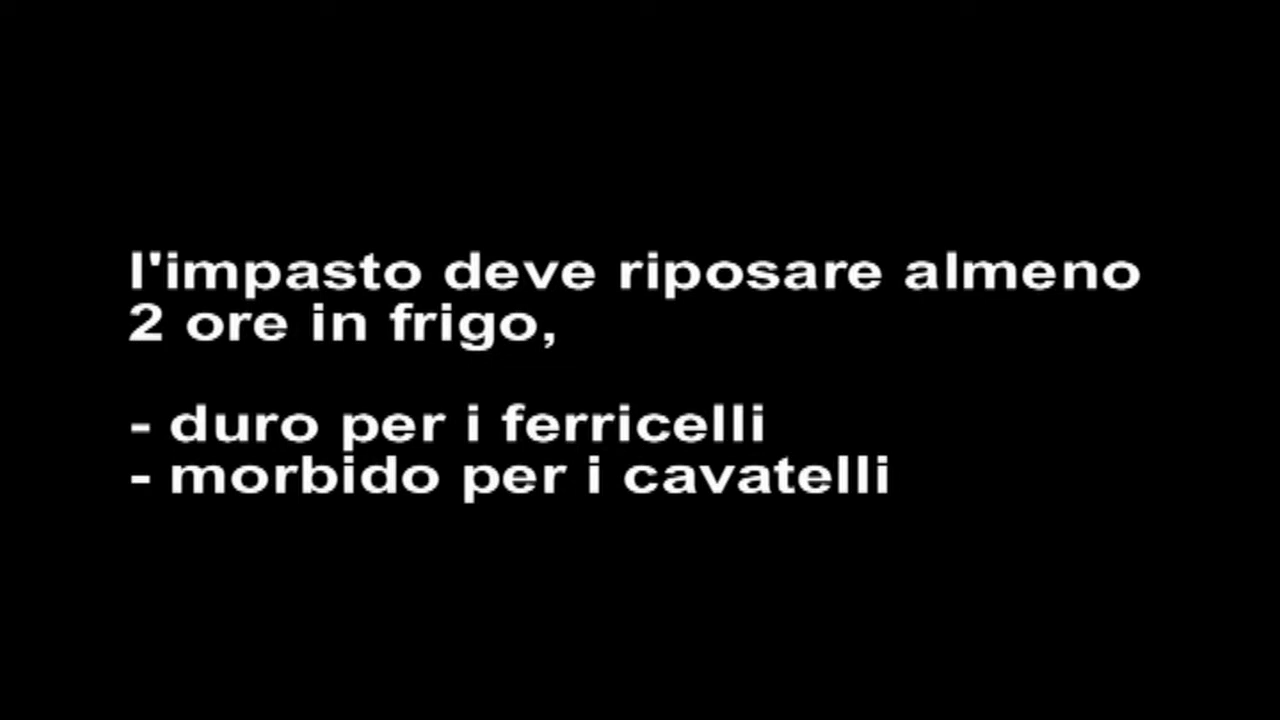 l'impasto deve riposare almeno
2 ore in frigo,
- duro per i ferricelli
- morbido per i cavatelli